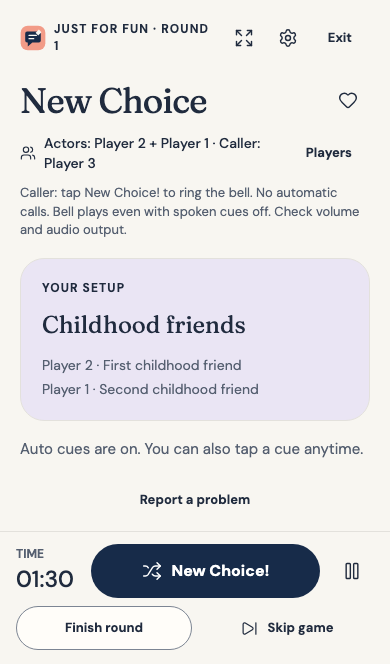 JUST FOR FUN · ROUND
1
Exit
New Choice
Actors: Player 2 + Player 1 · Caller:
Player 3
Players
Caller: tap New Choice! to ring the bell. No automatic
calls. Bell plays even with spoken cues off. Check volume
and audio output.
YOUR SETUP
Childhood friends
Player 2 · First childhood friend
Player 1 · Second childhood friend
Auto cues are on. You can also tap a cue anytime.
Report a problem
TIME
01:30
New Choice!
Finish round
Skip game